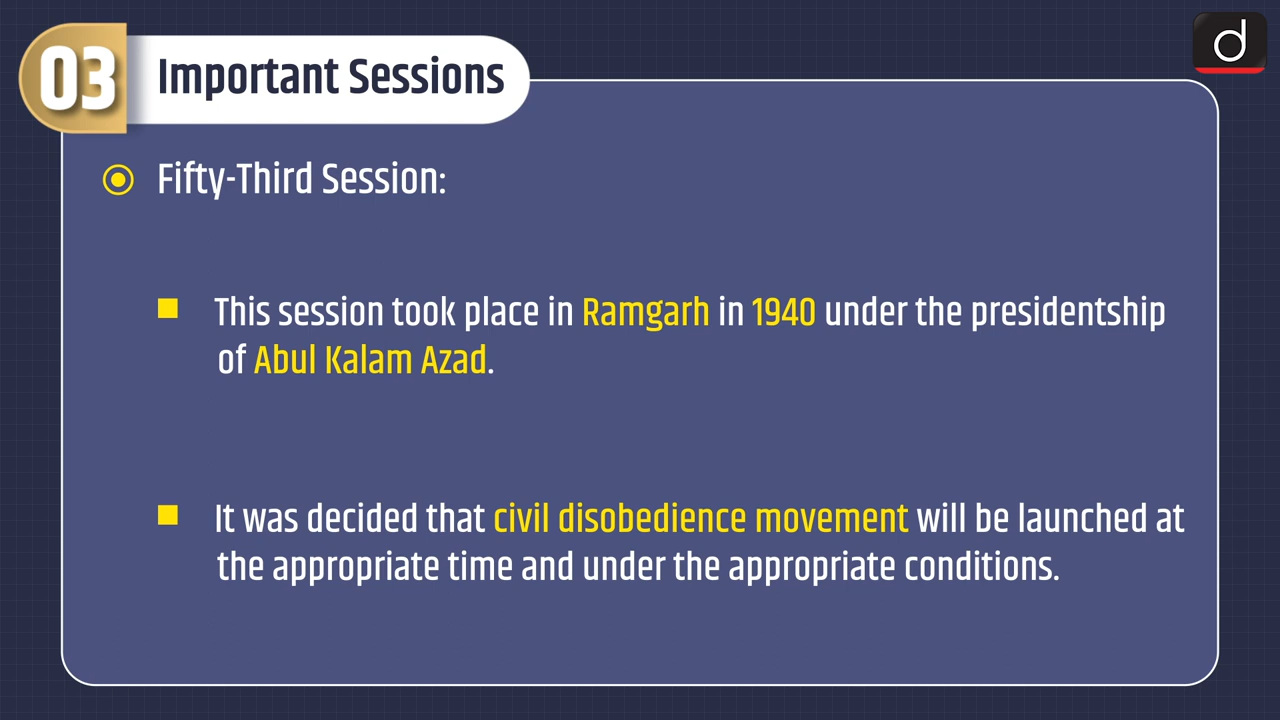 03
Important Sessions
d
Fifty-Third Session:
This session took place in Ramgarh in 1940 under the presidentship
of Abul Kalam Azad.
It was decided that civil disobedience movement will be launched at
the appropriate time and under the appropriate conditions.